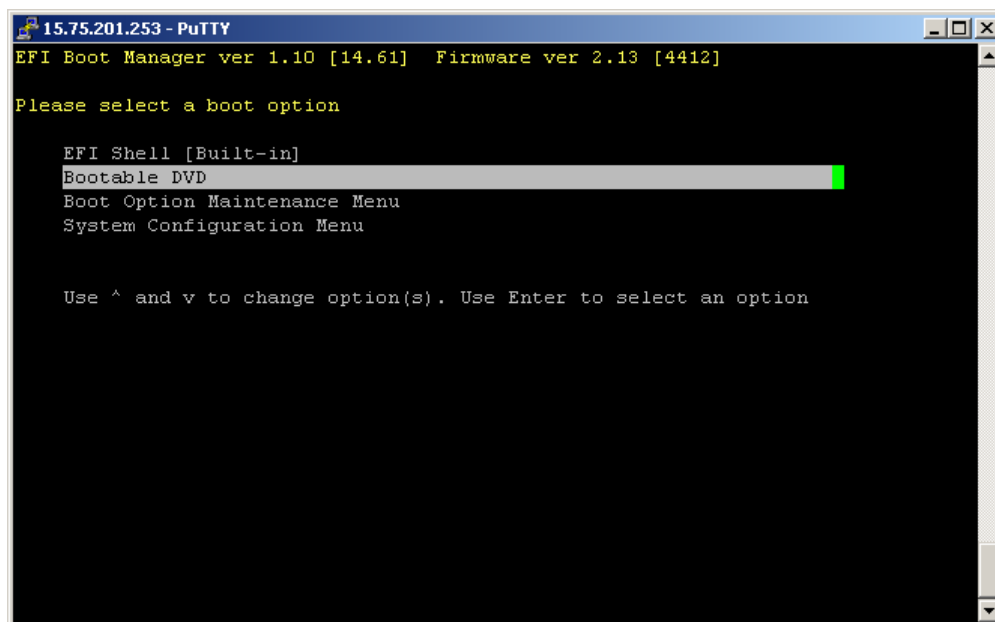 15.75.201.253 - PuTTY
EFI Boot Manager ver 1.10 [14.61]  Firmware ver 2.13 [4412]
Please select a boot option
EFI Shell [Built-in]
Bootable DVD
Boot Option Maintenance Menu
System Configuration Menu
Use ^ and v to change option(s). Use Enter to select an option